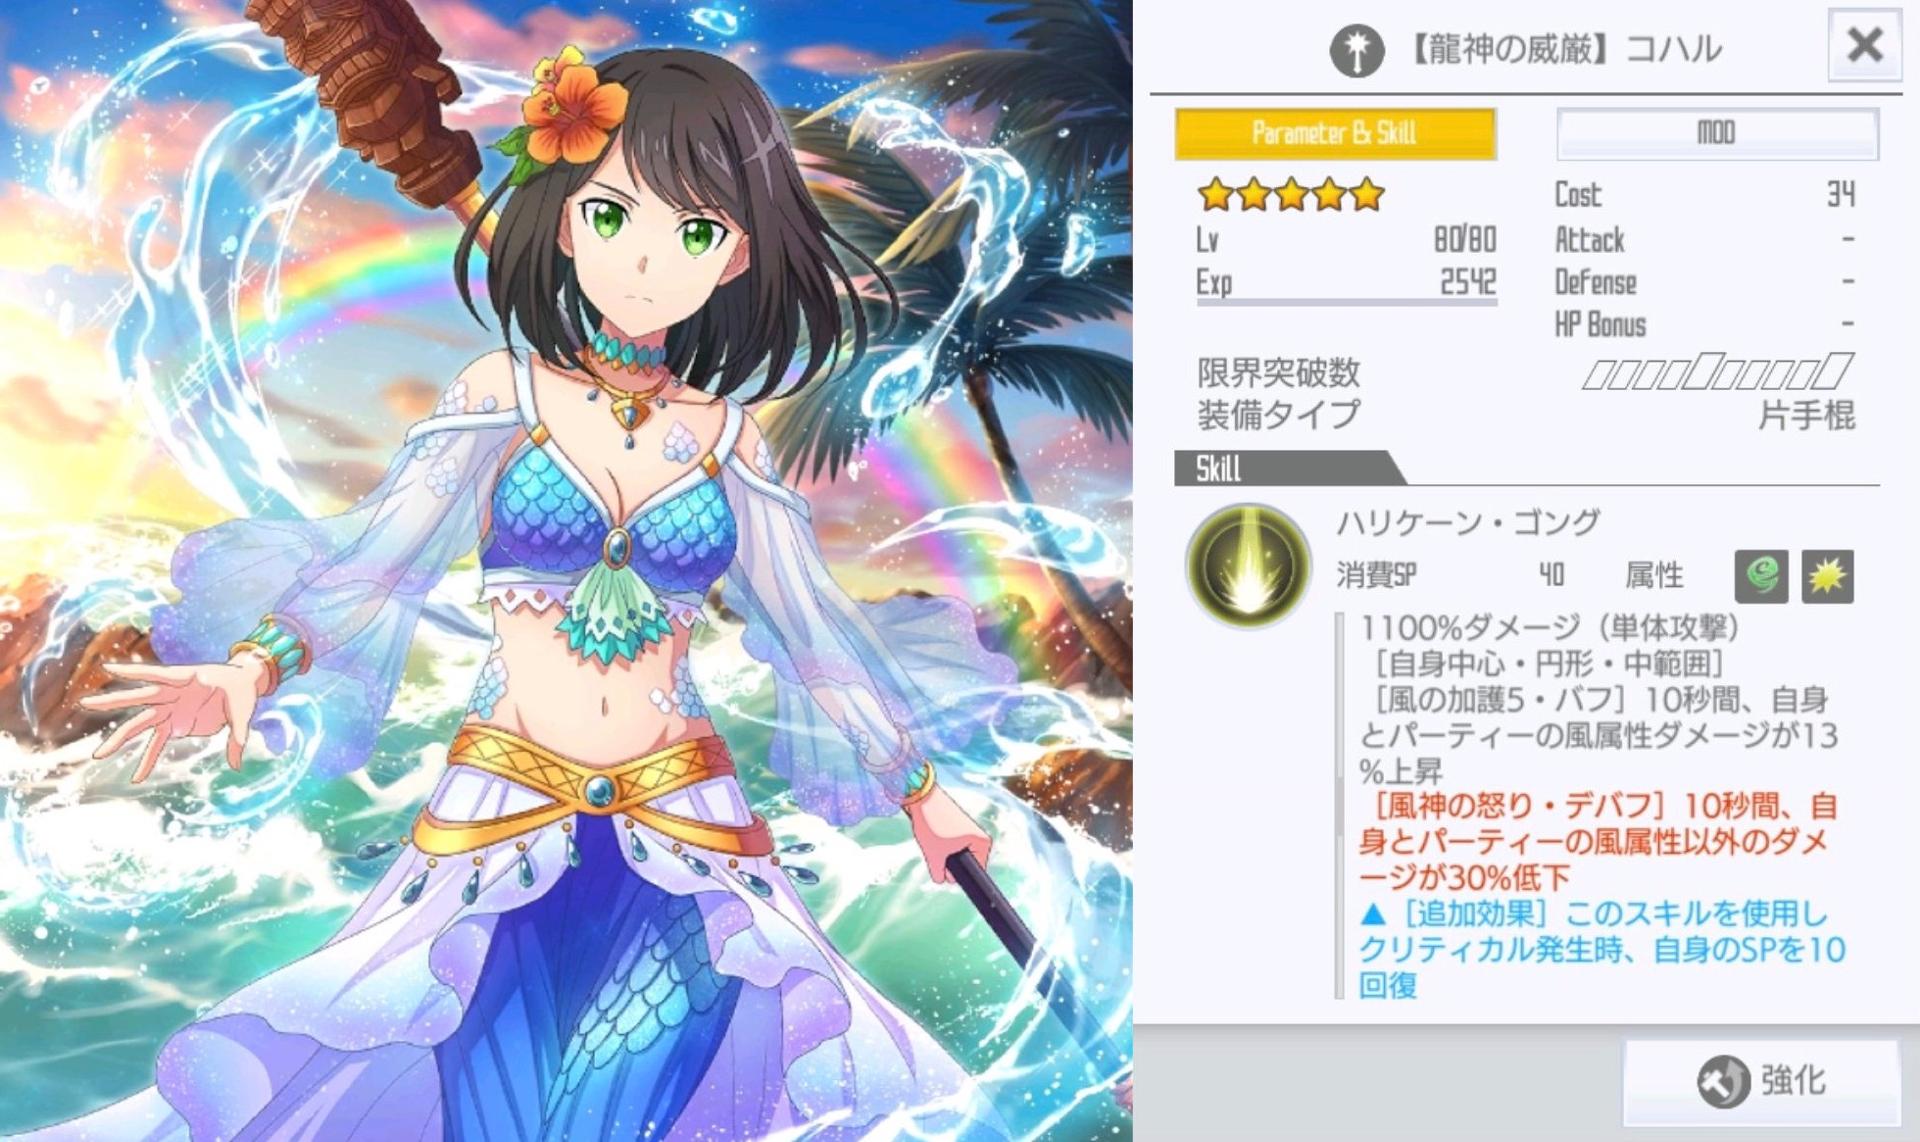 【龍神の威厳】コハル
Parameter & Skill
MOD
Lv 80/80
Exp 2542
Cost 34
Attack -
Defense -
HP Bonus -
限界突破数
装備タイプ 片手棍
Skill
ハリケーン・ゴング
消費SP 40 属性
1100%ダメージ（単体攻撃）
［自身中心・円形・中範囲］
［風の加護5・バフ］10秒間、自身
とパーティーの風属性ダメージが13
%上昇
［風神の怒り・デバフ］10秒間、自
身とパーティーの風属性以外のダメ
ージが30%低下
▲［追加効果］このスキルを使用し
クリティカル発生時、自身のSPを10
回復
強化